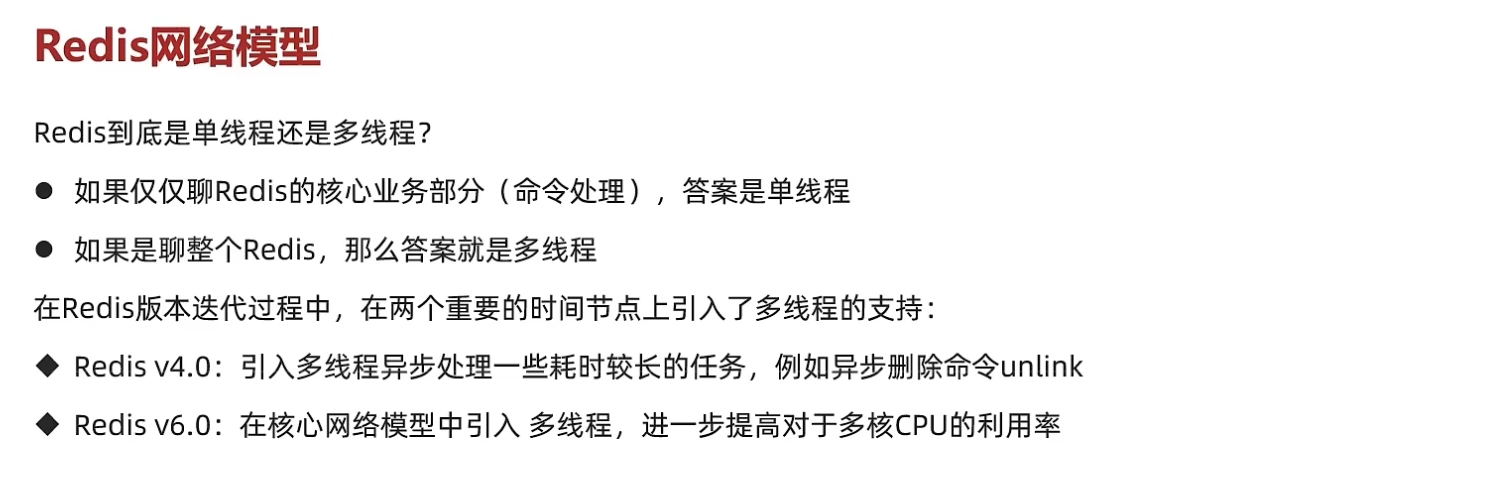 Redis网络模型
Redis到底是单线程还是多线程？
● 如果仅仅聊Redis的核心业务部分（命令处理），答案是单线程
● 如果是聊整个Redis，那么答案就是多线程
在Redis版本迭代过程中，在两个重要的时间节点上引入了多线程的支持：
◆ Redis v4.0：引入多线程异步处理一些耗时较长的任务，例如异步删除命令unlink
◆ Redis v6.0：在核心网络模型中引入 多线程，进一步提高对于多核CPU的利用率